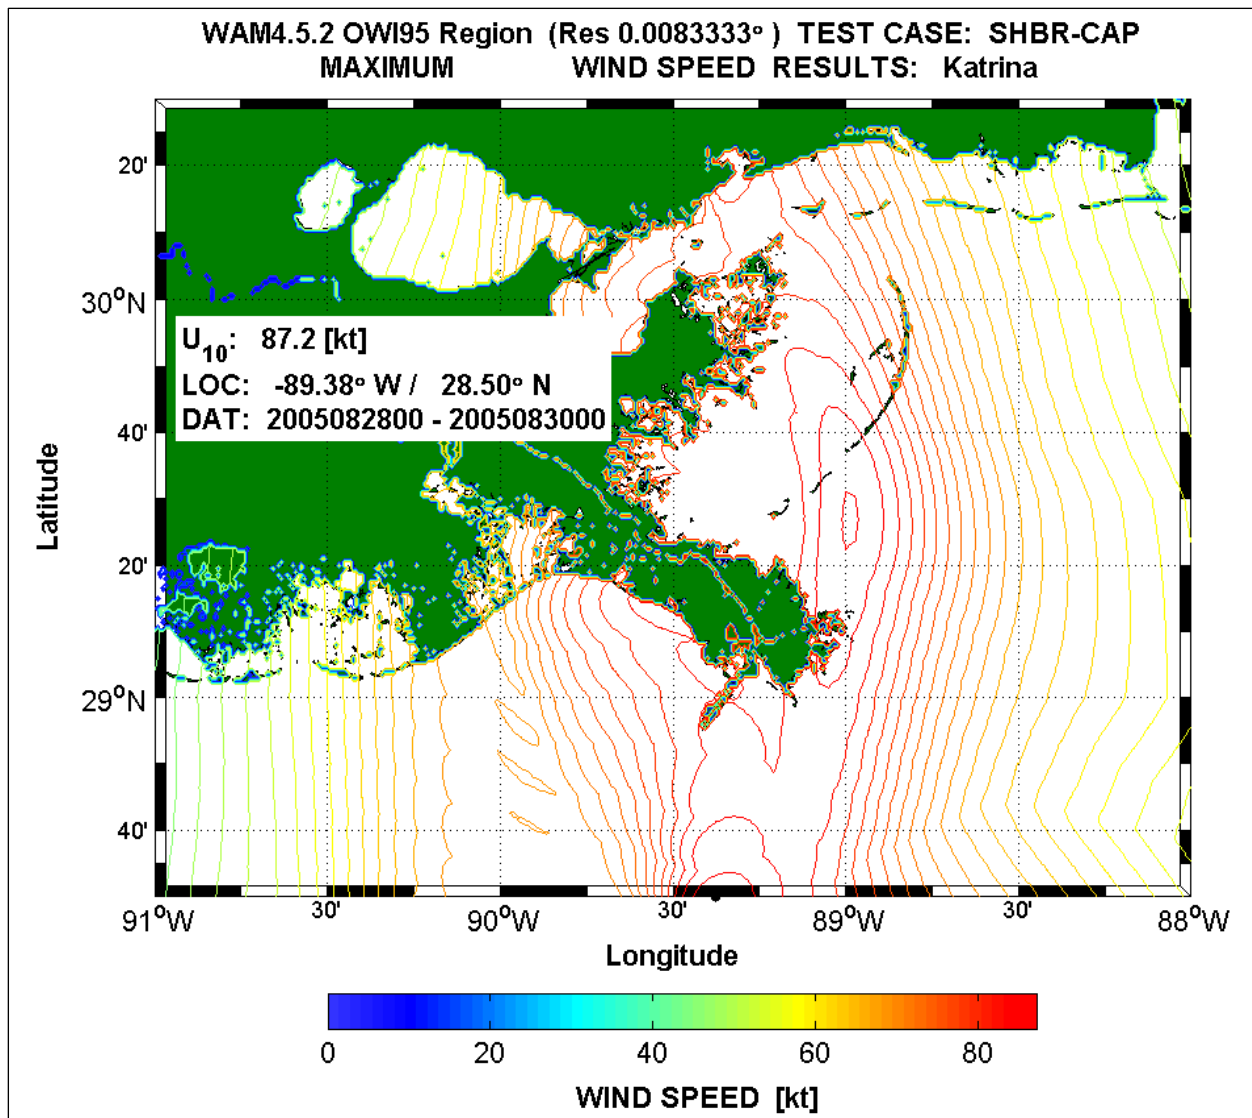 WAM4.5.2 OWI95 Region (Res 0.0083333° ) TEST CASE: SHBR-CAP
MAXIMUM WIND SPEED RESULTS: Katrina
20'
30°N
U10: 87.2 [kt]
LOC: -89.38° W / 28.50° N
DAT: 2005082800 - 2005083000
40'
Latitude
20'
29°N
40'
91°W 30' 90°W 30' 89°W 30' 88°W
Longitude
0 20 40 60 80
WIND SPEED [kt]